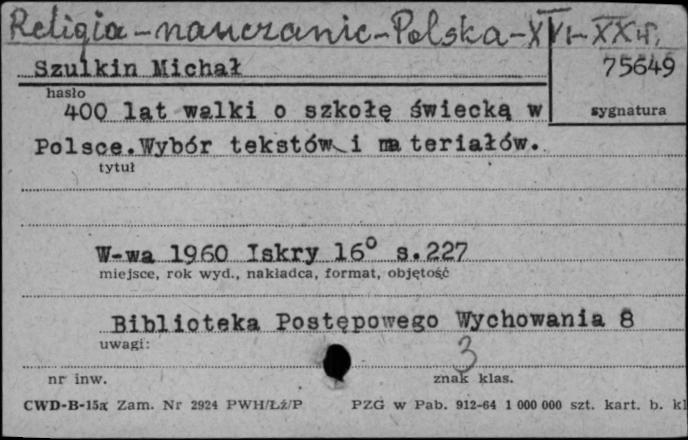 Religia-nauczanie-Polska-XVI-XX w.
Szulkin Michał
75649
hasło
400 lat walki o szkołę świecką w
sygnatura
Polsce.Wybór tekstów i materiałów.
tytuł
W-wa 1960 Iskry 16° s.227
miejsce, rok wyd., nakładca, format, objętość
Biblioteka Postępowego Wychowania 8
uwagi:
3
nr inw.
znak klas.
CWD-B-15a Zam. Nr 2924 PWH/Łź/P
PZG w Pab. 912-64 1 000 000 szt. kart. b. kl